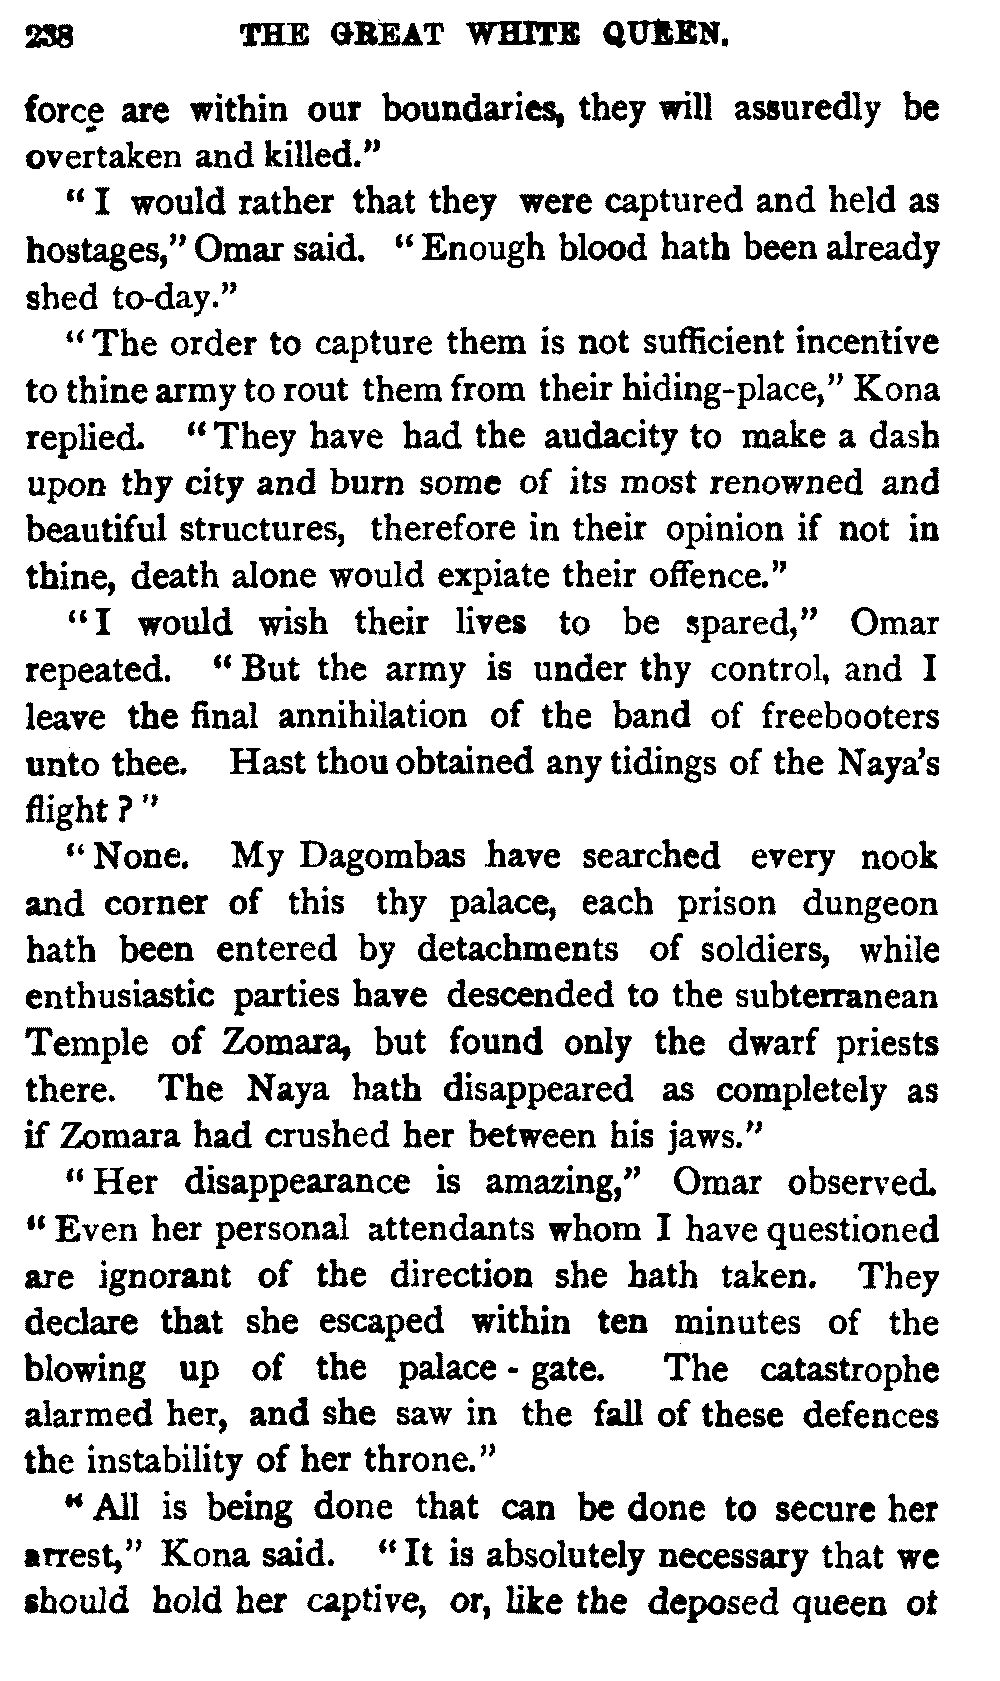 238 THE GREAT WHITE QUEEN.
force are within our boundaries, they will assuredly be
overtaken and killed."
"I would rather that they were captured and held as
hostages," Omar said. "Enough blood hath been already
shed to-day."
"The order to capture them is not sufficient incentive
to thine army to rout them from their hiding-place," Kona
replied. "They have had the audacity to make a dash
upon thy city and burn some of its most renowned and
beautiful structures, therefore in their opinion if not in
thine, death alone would expiate their offence."
"I would wish their lives to be spared," Omar
repeated. "But the army is under thy control, and I
leave the final annihilation of the band of freebooters
unto thee. Hast thou obtained any tidings of the Naya's
flight?"
"None. My Dagombas have searched every nook
and corner of this thy palace, each prison dungeon
hath been entered by detachments of soldiers, while
enthusiastic parties have descended to the subterranean
Temple of Zomara, but found only the dwarf priests
there. The Naya hath disappeared as completely as
if Zomara had crushed her between his jaws."
"Her disappearance is amazing," Omar observed.
"Even her personal attendants whom I have questioned
are ignorant of the direction she hath taken. They
declare that she escaped within ten minutes of the
blowing up of the palace-gate. The catastrophe
alarmed her, and she saw in the fall of these defences
the instability of her throne."
"All is being done that can be done to secure her
arrest," Kona said. "It is absolutely necessary that we
should hold her captive, or, like the deposed queen of